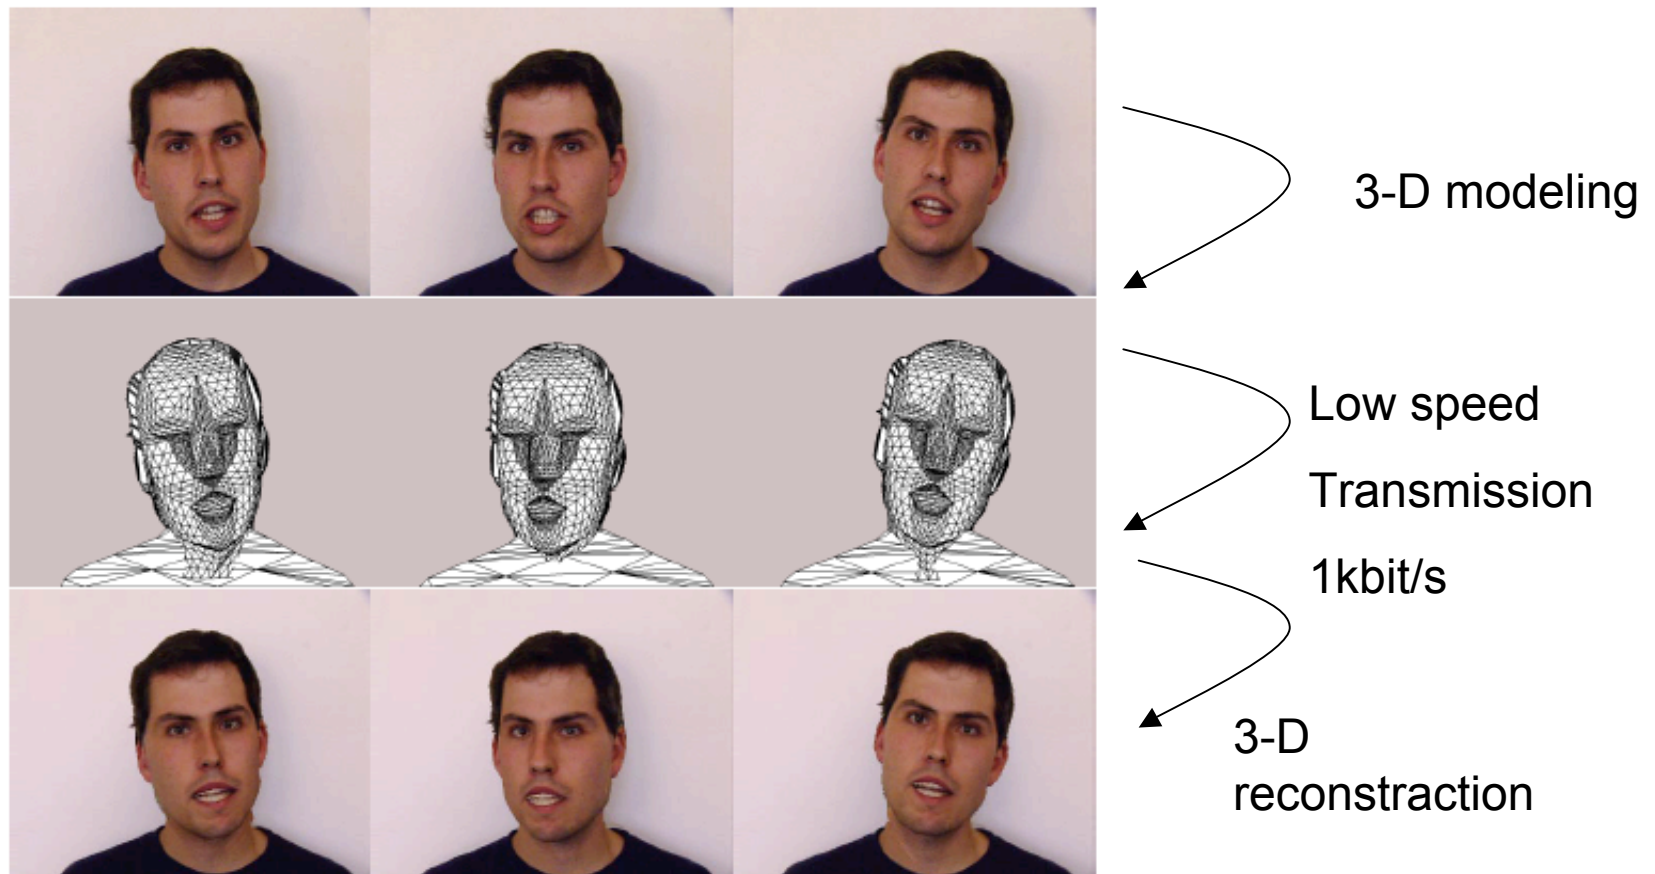 3-D modeling
Low speed
Transmission
1kbit/s
3-D
reconstraction